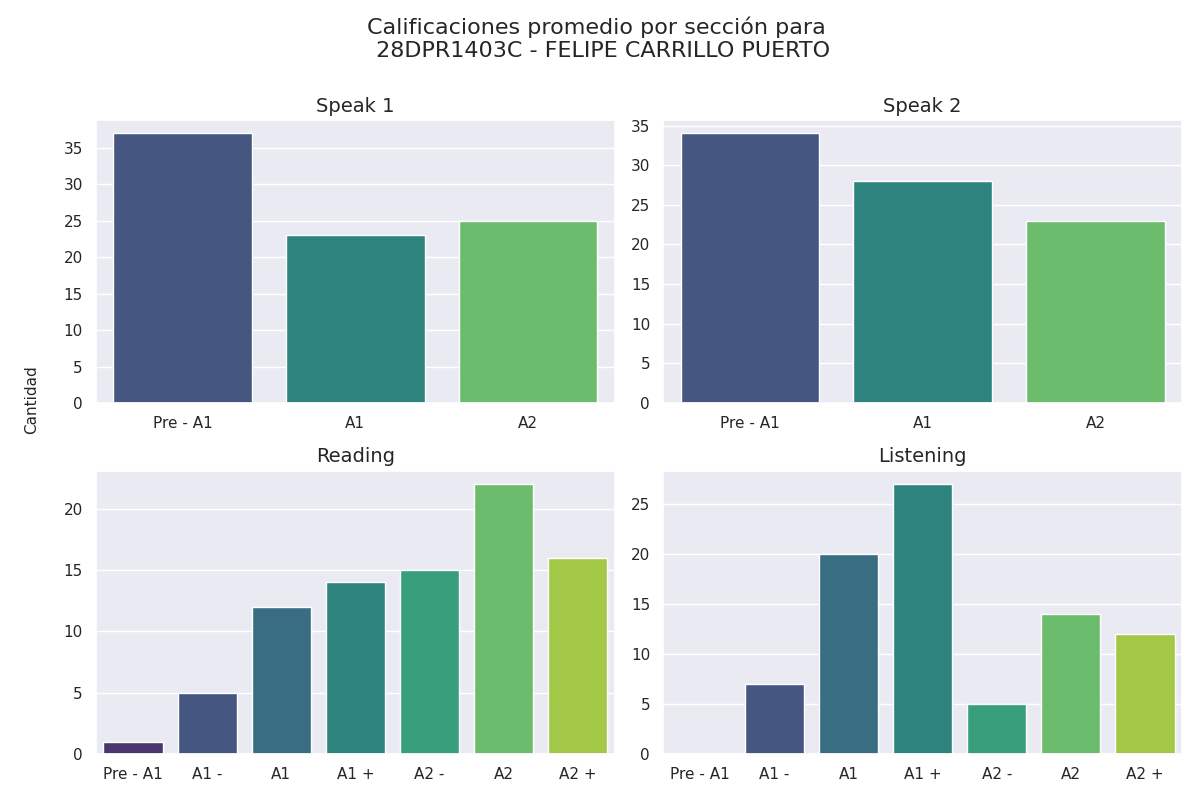 Calificaciones promedio por sección para
28DPR1403C - FELIPE CARRILLO PUERTO
Cantidad
Speak 1
35
30
25
20
15
10
5
0
Pre - A1 A1 A2
Speak 2
35
30
25
20
15
10
5
0
Pre - A1 A1 A2
Reading
20
15
10
5
0
Pre - A1 A1 - A1 A1 + A2 - A2 A2 +
Listening
25
20
15
10
5
0
Pre - A1 A1 - A1 A1 + A2 - A2 A2 +